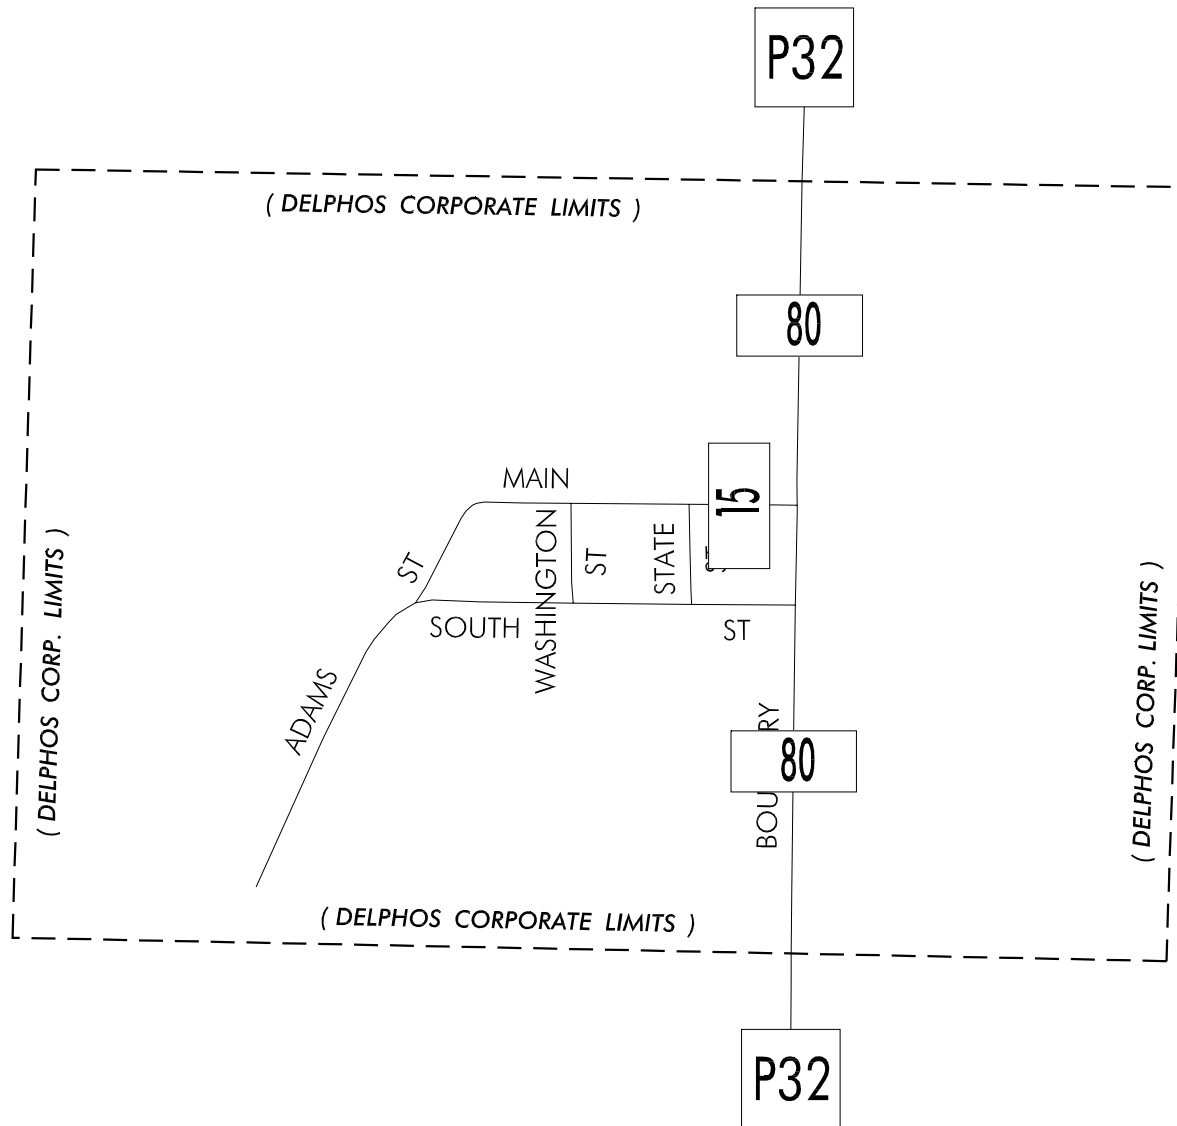 P32
( DELPHOS CORPORATE LIMITS )
80
MAIN
15
ST
WASHINGTON
ST
STATE
SOUTH
ST
ADAMS
( DELPHOS CORP. LIMITS )
( DELPHOS CORP. LIMITS )
80
( DELPHOS CORPORATE LIMITS )
P32